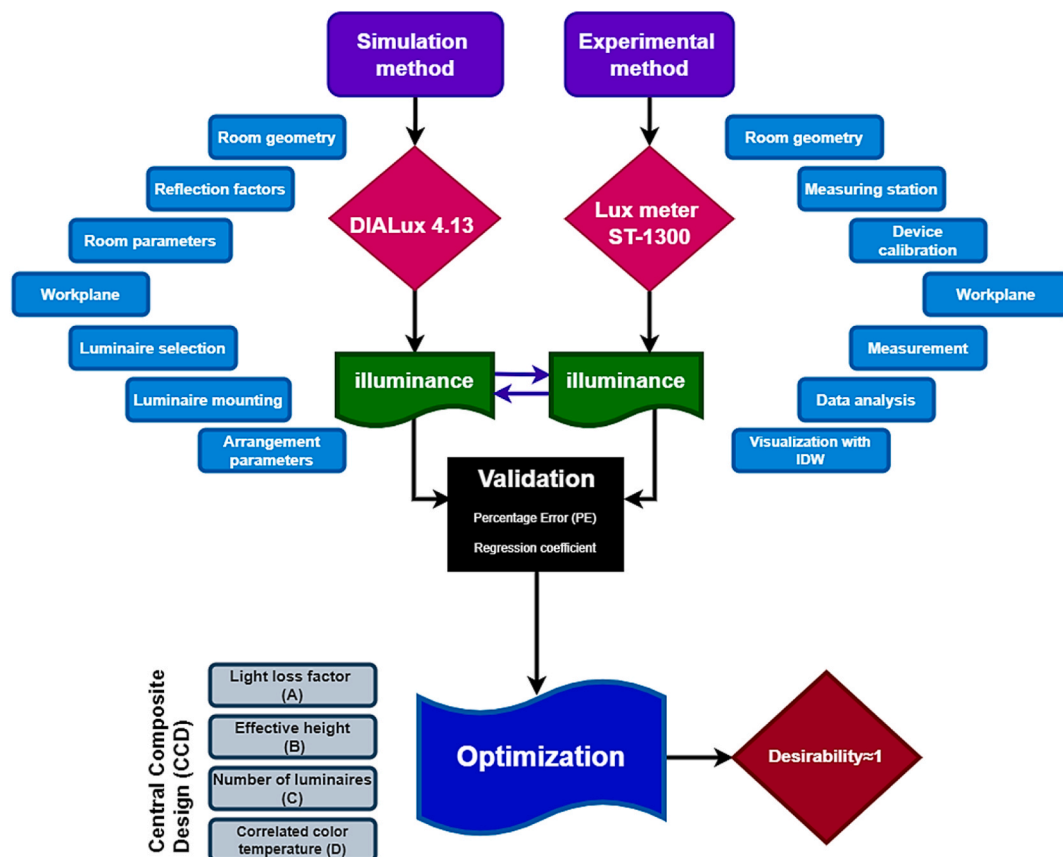 Simulation
method
Experimental
method
Room geometry
Reflection factors
Room parameters
Workplane
Luminaire selection
Luminaire mounting
Arrangement
parameters
DIALux 4.13
Lux meter
ST-1300
Room geometry
Measuring station
Device
calibration
Workplane
Measurement
Data analysis
Visualization with
IDW
illuminance
illuminance
Validation
Percentage Error (PE)
Regression coefficient
Central Composite
Design (CCD)
Light loss factor
(A)
Effective height
(B)
Number of luminaires
(C)
Correlated color
temperature (D)
Optimization
Desirability≈1